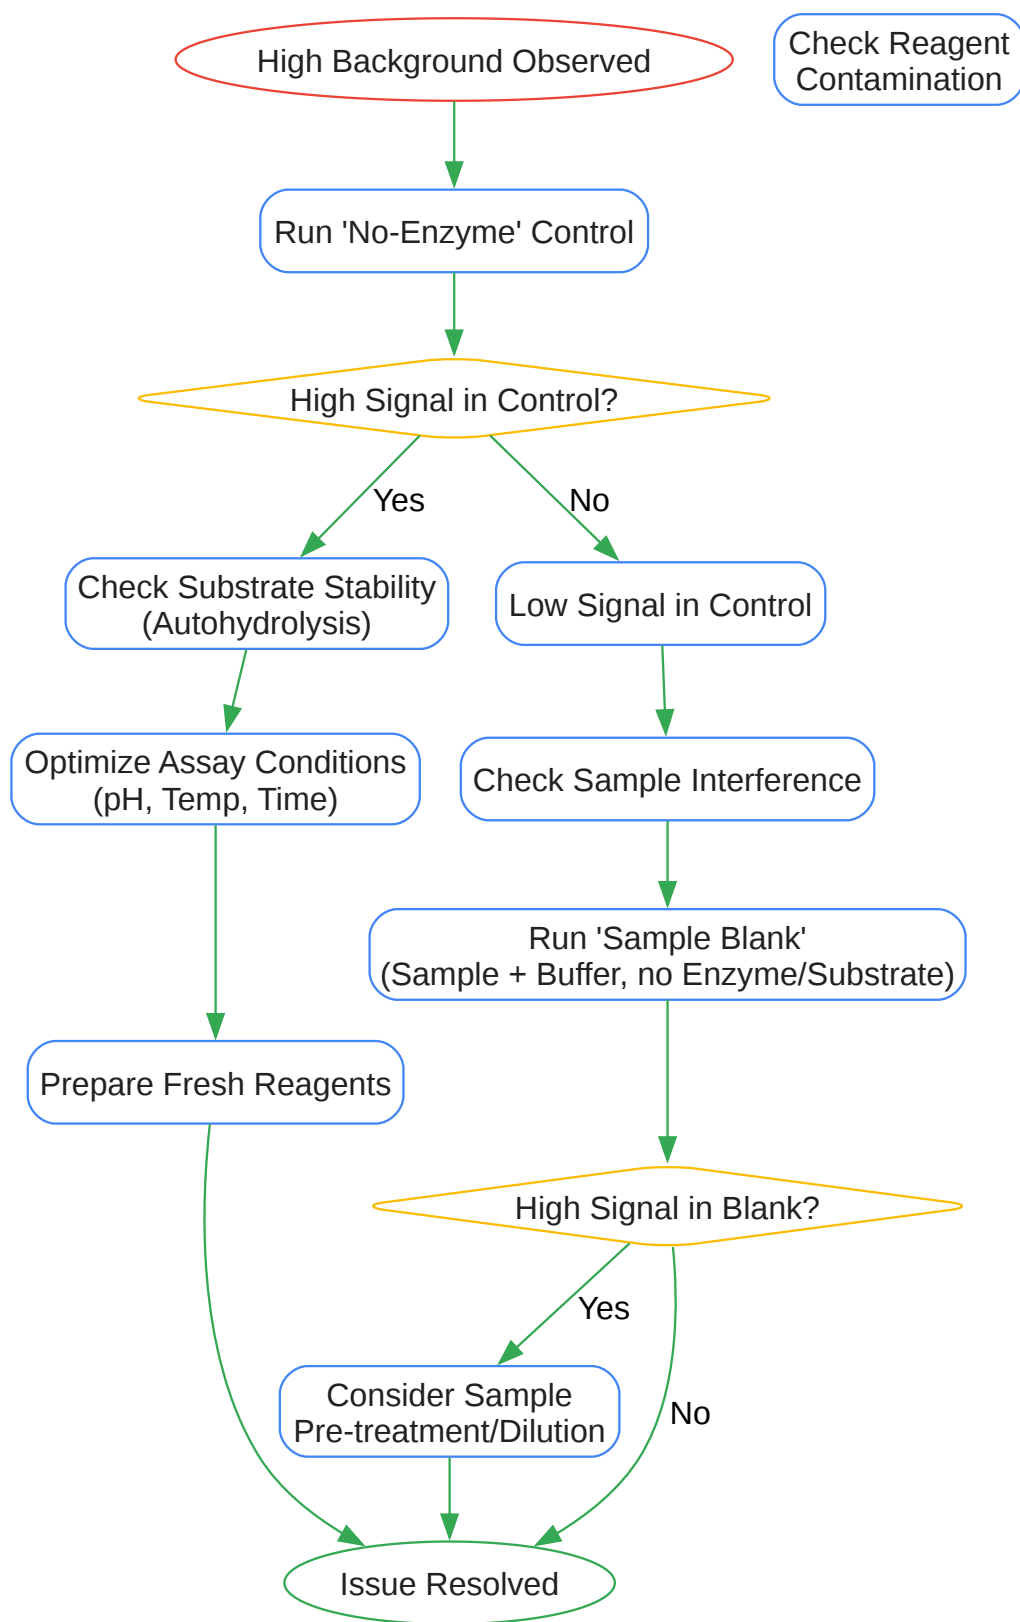 High Background Observed
Check Reagent
Contamination
Run 'No-Enzyme' Control
High Signal in Control?
Yes
No
Check Substrate Stability
(Autohydrolysis)
Low Signal in Control
Optimize Assay Conditions
(pH, Temp, Time)
Check Sample Interference
Run 'Sample Blank'
(Sample + Buffer, no Enzyme/Substrate)
Prepare Fresh Reagents
High Signal in Blank?
Yes
Consider Sample
Pre-treatment/Dilution
No
Issue Resolved